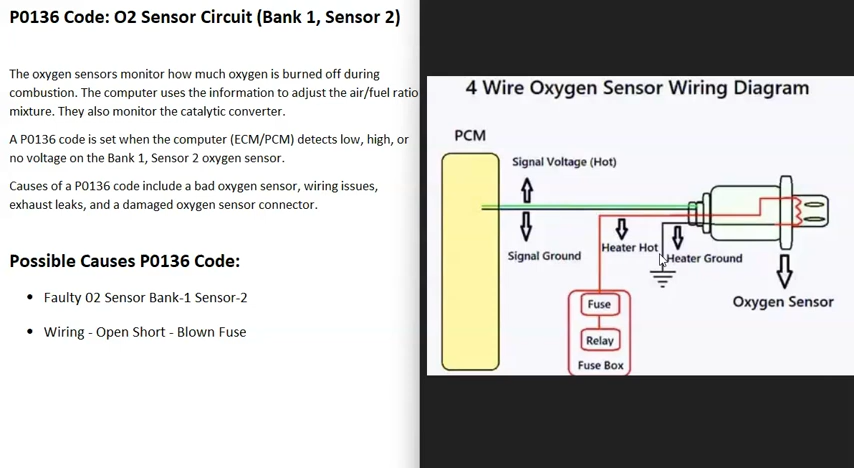 P0136 Code: O2 Sensor Circuit (Bank 1, Sensor 2)
The oxygen sensors monitor how much oxygen is burned off during
combustion. The computer uses the information to adjust the air/fuel ratio
mixture. They also monitor the catalytic converter.
A P0136 code is set when the computer (ECM/PCM) detects low, high, or
no voltage on the Bank 1, Sensor 2 oxygen sensor.
Causes of a P0136 code include a bad oxygen sensor, wiring issues,
exhaust leaks, and a damaged oxygen sensor connector.
Possible Causes P0136 Code:
• Faulty 02 Sensor Bank-1 Sensor-2
• Wiring - Open Short - Blown Fuse
4 Wire Oxygen Sensor Wiring Diagram
PCM
Signal Voltage (Hot)
Signal Ground
Heater Hot
Heater Ground
Oxygen Sensor
Fuse
Relay
Fuse Box